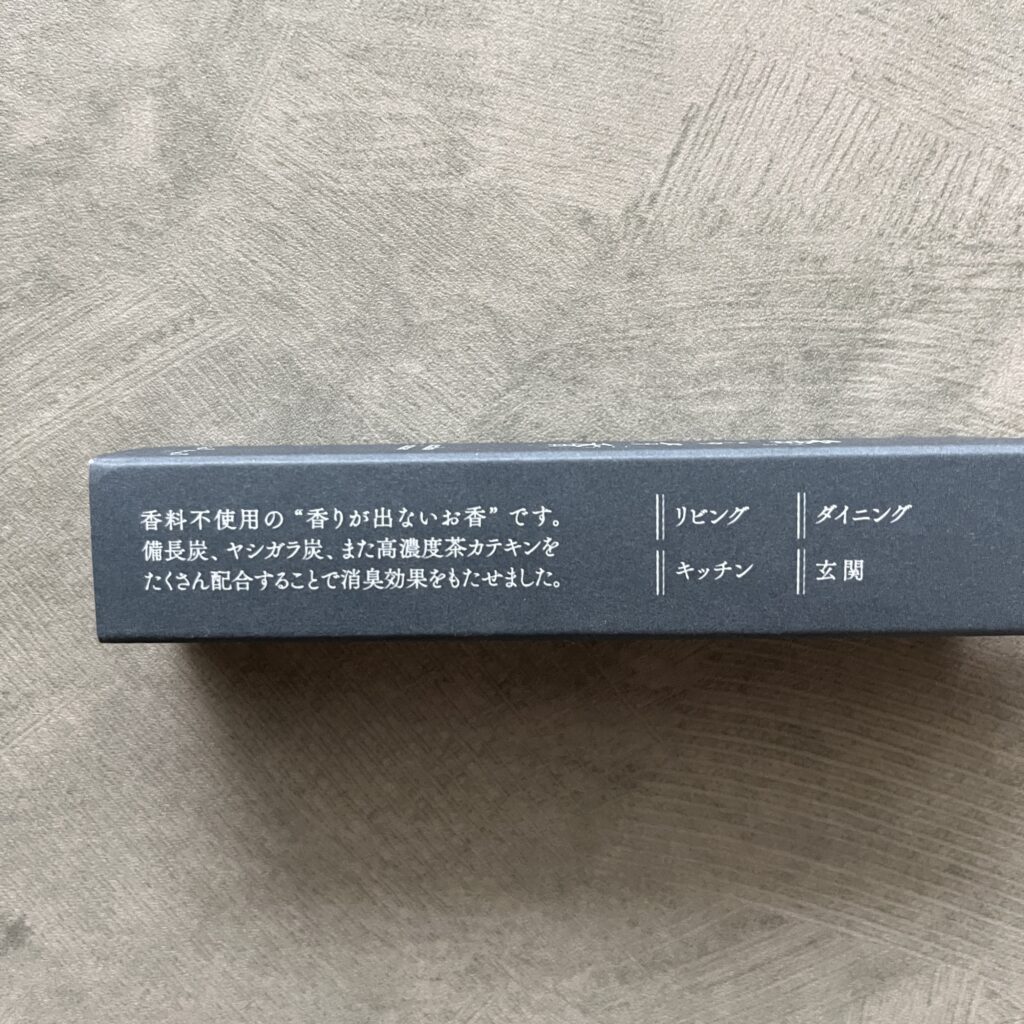 香料不使用の“香りが出ないお香”です。
備長炭、ヤシガラ炭、また高濃度茶カテキンを
たくさん配合することで消臭効果をもたせました。
リビング
ダイニング
キッチン
玄関